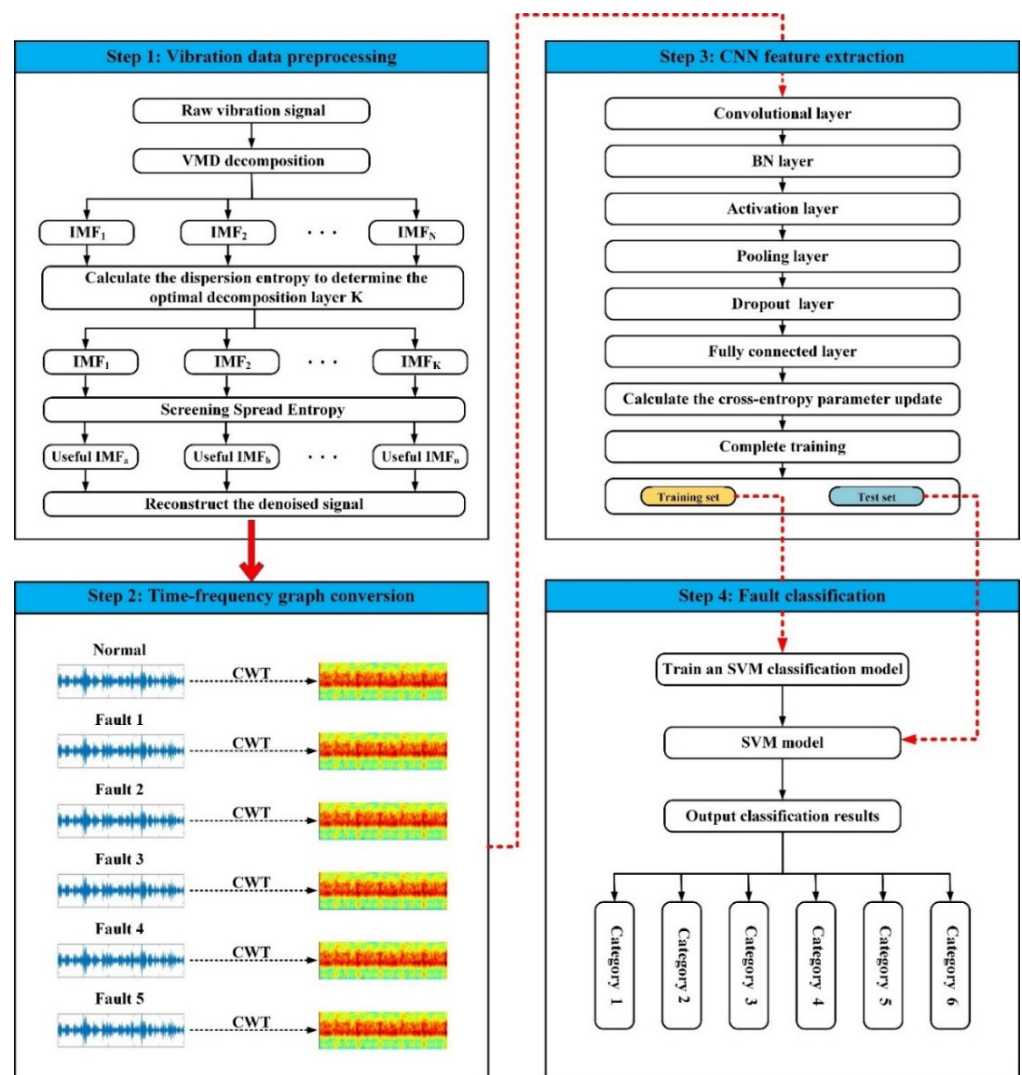 Step 1: Vibration data preprocessing
Raw vibration signal
VMD decomposition
IMF₁ IMF₂ · · · IMF_N
Calculate the dispersion entropy to determine the
optimal decomposition layer K
IMF₁ IMF₂ · · · IMF_K
Screening Spread Entropy
Useful IMFₐ Useful IMF_b · · · Useful IMFₙ
Reconstruct the denoised signal
Step 2: Time-frequency graph conversion
Normal
CWT
Fault 1
CWT
Fault 2
CWT
Fault 3
CWT
Fault 4
CWT
Fault 5
CWT
Step 3: CNN feature extraction
Convolutional layer
BN layer
Activation layer
Pooling layer
Dropout layer
Fully connected layer
Calculate the cross-entropy parameter update
Complete training
Training set Test set
Step 4: Fault classification
Train an SVM classification model
SVM model
Output classification results
Category 1
Category 2
Category 3
Category 4
Category 5
Category 6